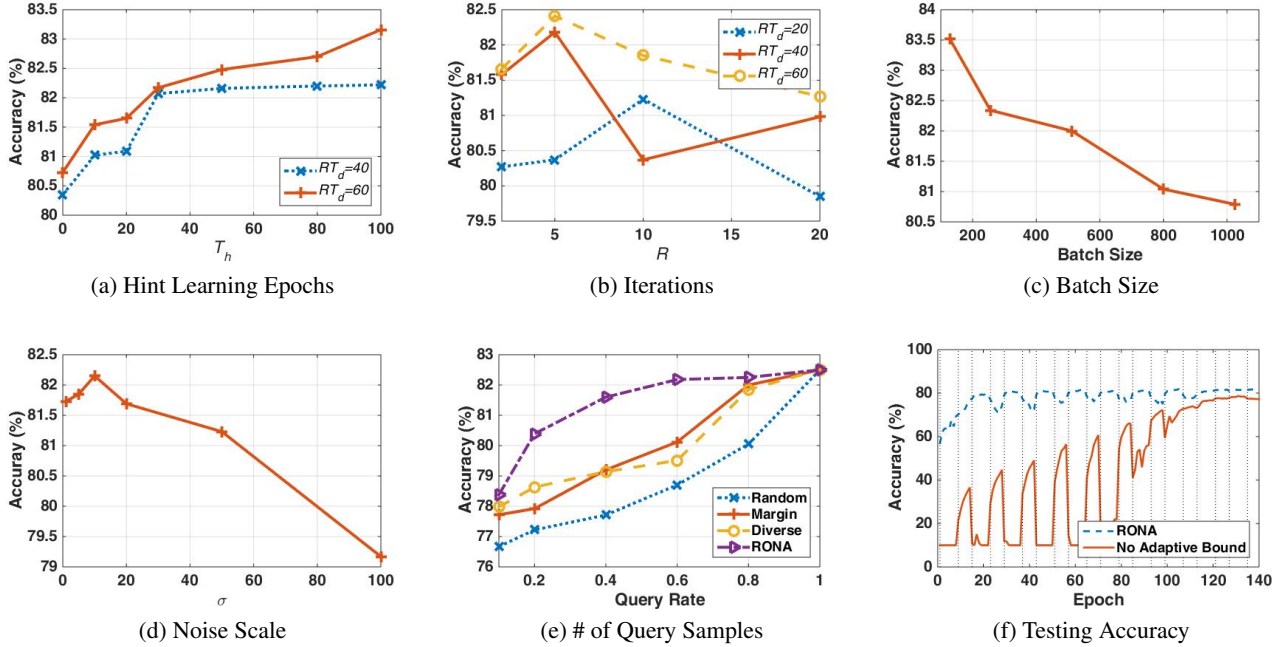 83.5
83
82.5
82
81.5
81
80.5
80
Accuracy (%)
RT_d=40
RT_d=60
0 20 40 60 80 100
T_h
(a) Hint Learning Epochs
82.5
82
81.5
81
80.5
80
79.5
Accuracy (%)
RT_d=20
RT_d=40
RT_d=60
5 10 15 20
R
(b) Iterations
84
83.5
83
82.5
82
81.5
81
80.5
Accuracy (%)
200 400 600 800 1000
Batch Size
(c) Batch Size
82.5
82
81.5
81
80.5
80
79.5
79
Accuray (%)
0 20 40 60 80 100
σ
(d) Noise Scale
83
82
81
80
79
78
77
76
Accuracy (%)
Random
Margin
Diverse
RONA
0.2 0.4 0.6 0.8 1
Query Rate
(e) # of Query Samples
100
80
60
40
20
0
Accuracy (%)
RONA
No Adaptive Bound
0 20 40 60 80 100 120 140
Epoch
(f) Testing Accuracy